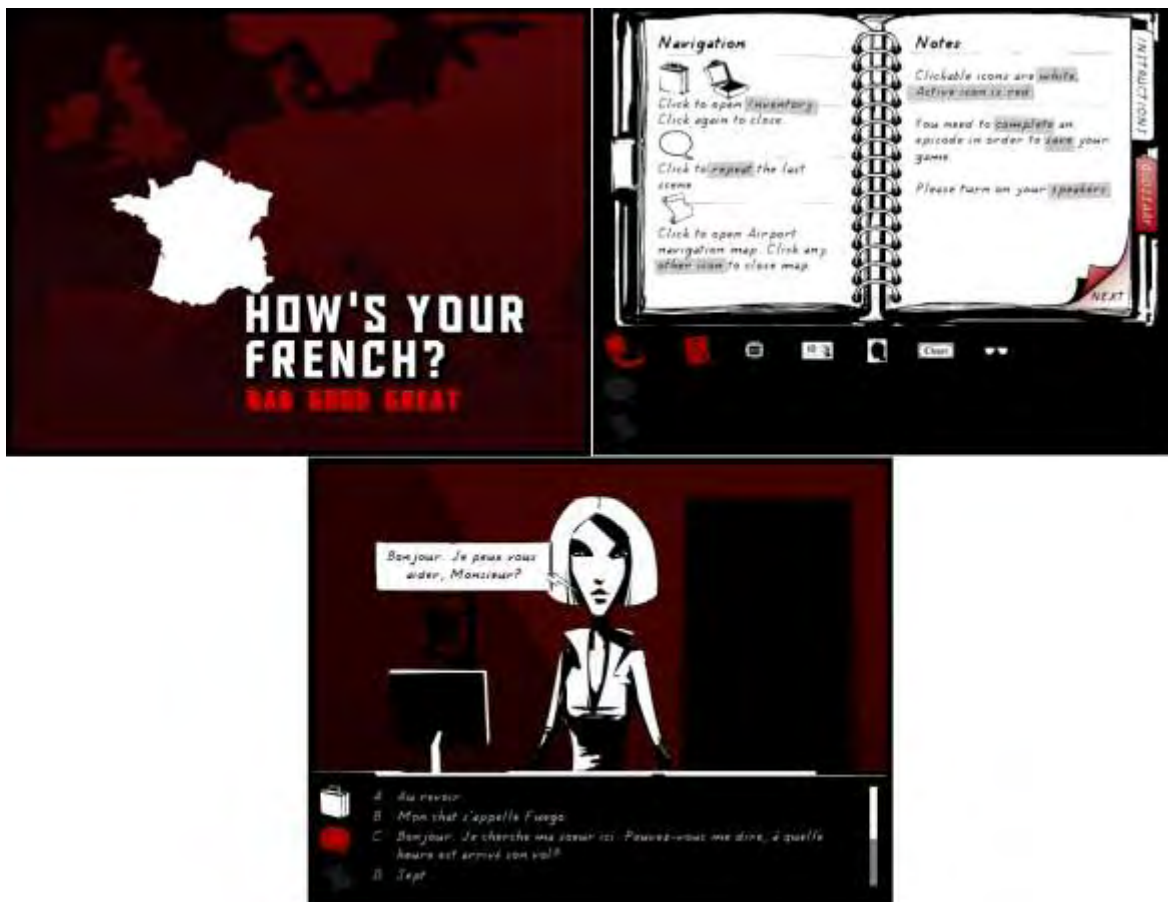 HOW'S YOUR
FRENCH?
BAD GOOD GREAT
Navigation
Click to open Inventory.
Click again to close.
Click to repeat the last
scene
Click to open Airport
navigation map. Click any
other icon to close map.
Notes
Clickable icons are white.
Active icon is red.
You need to complete an
episode in order to save your
game.
Please turn on your speakers.
NEXT
INSTRUCTIONS
Bonjour. Je peux vous
aider, Monsieur?
A Au revoir.
B Mon chat s'appelle Fuego.
C Bonjour. Je cherche ma soeur ici. Pouvez-vous me dire, à quelle
heure est arrivé son vol?
D Sept